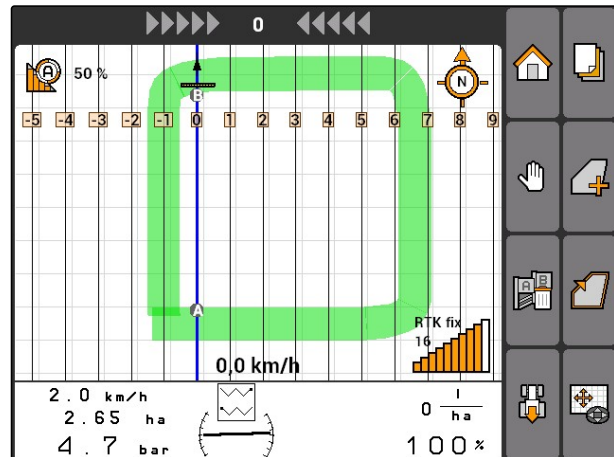 0
A 50 %
N
B
-5 -4 -3 -2 -1 0 1 2 3 4 5 6 7 8 9
A B
A
RTK fix
16
0,0 km/h
2.0 km/h
2.65 ha
4.7 bar
0 l/ha
100%